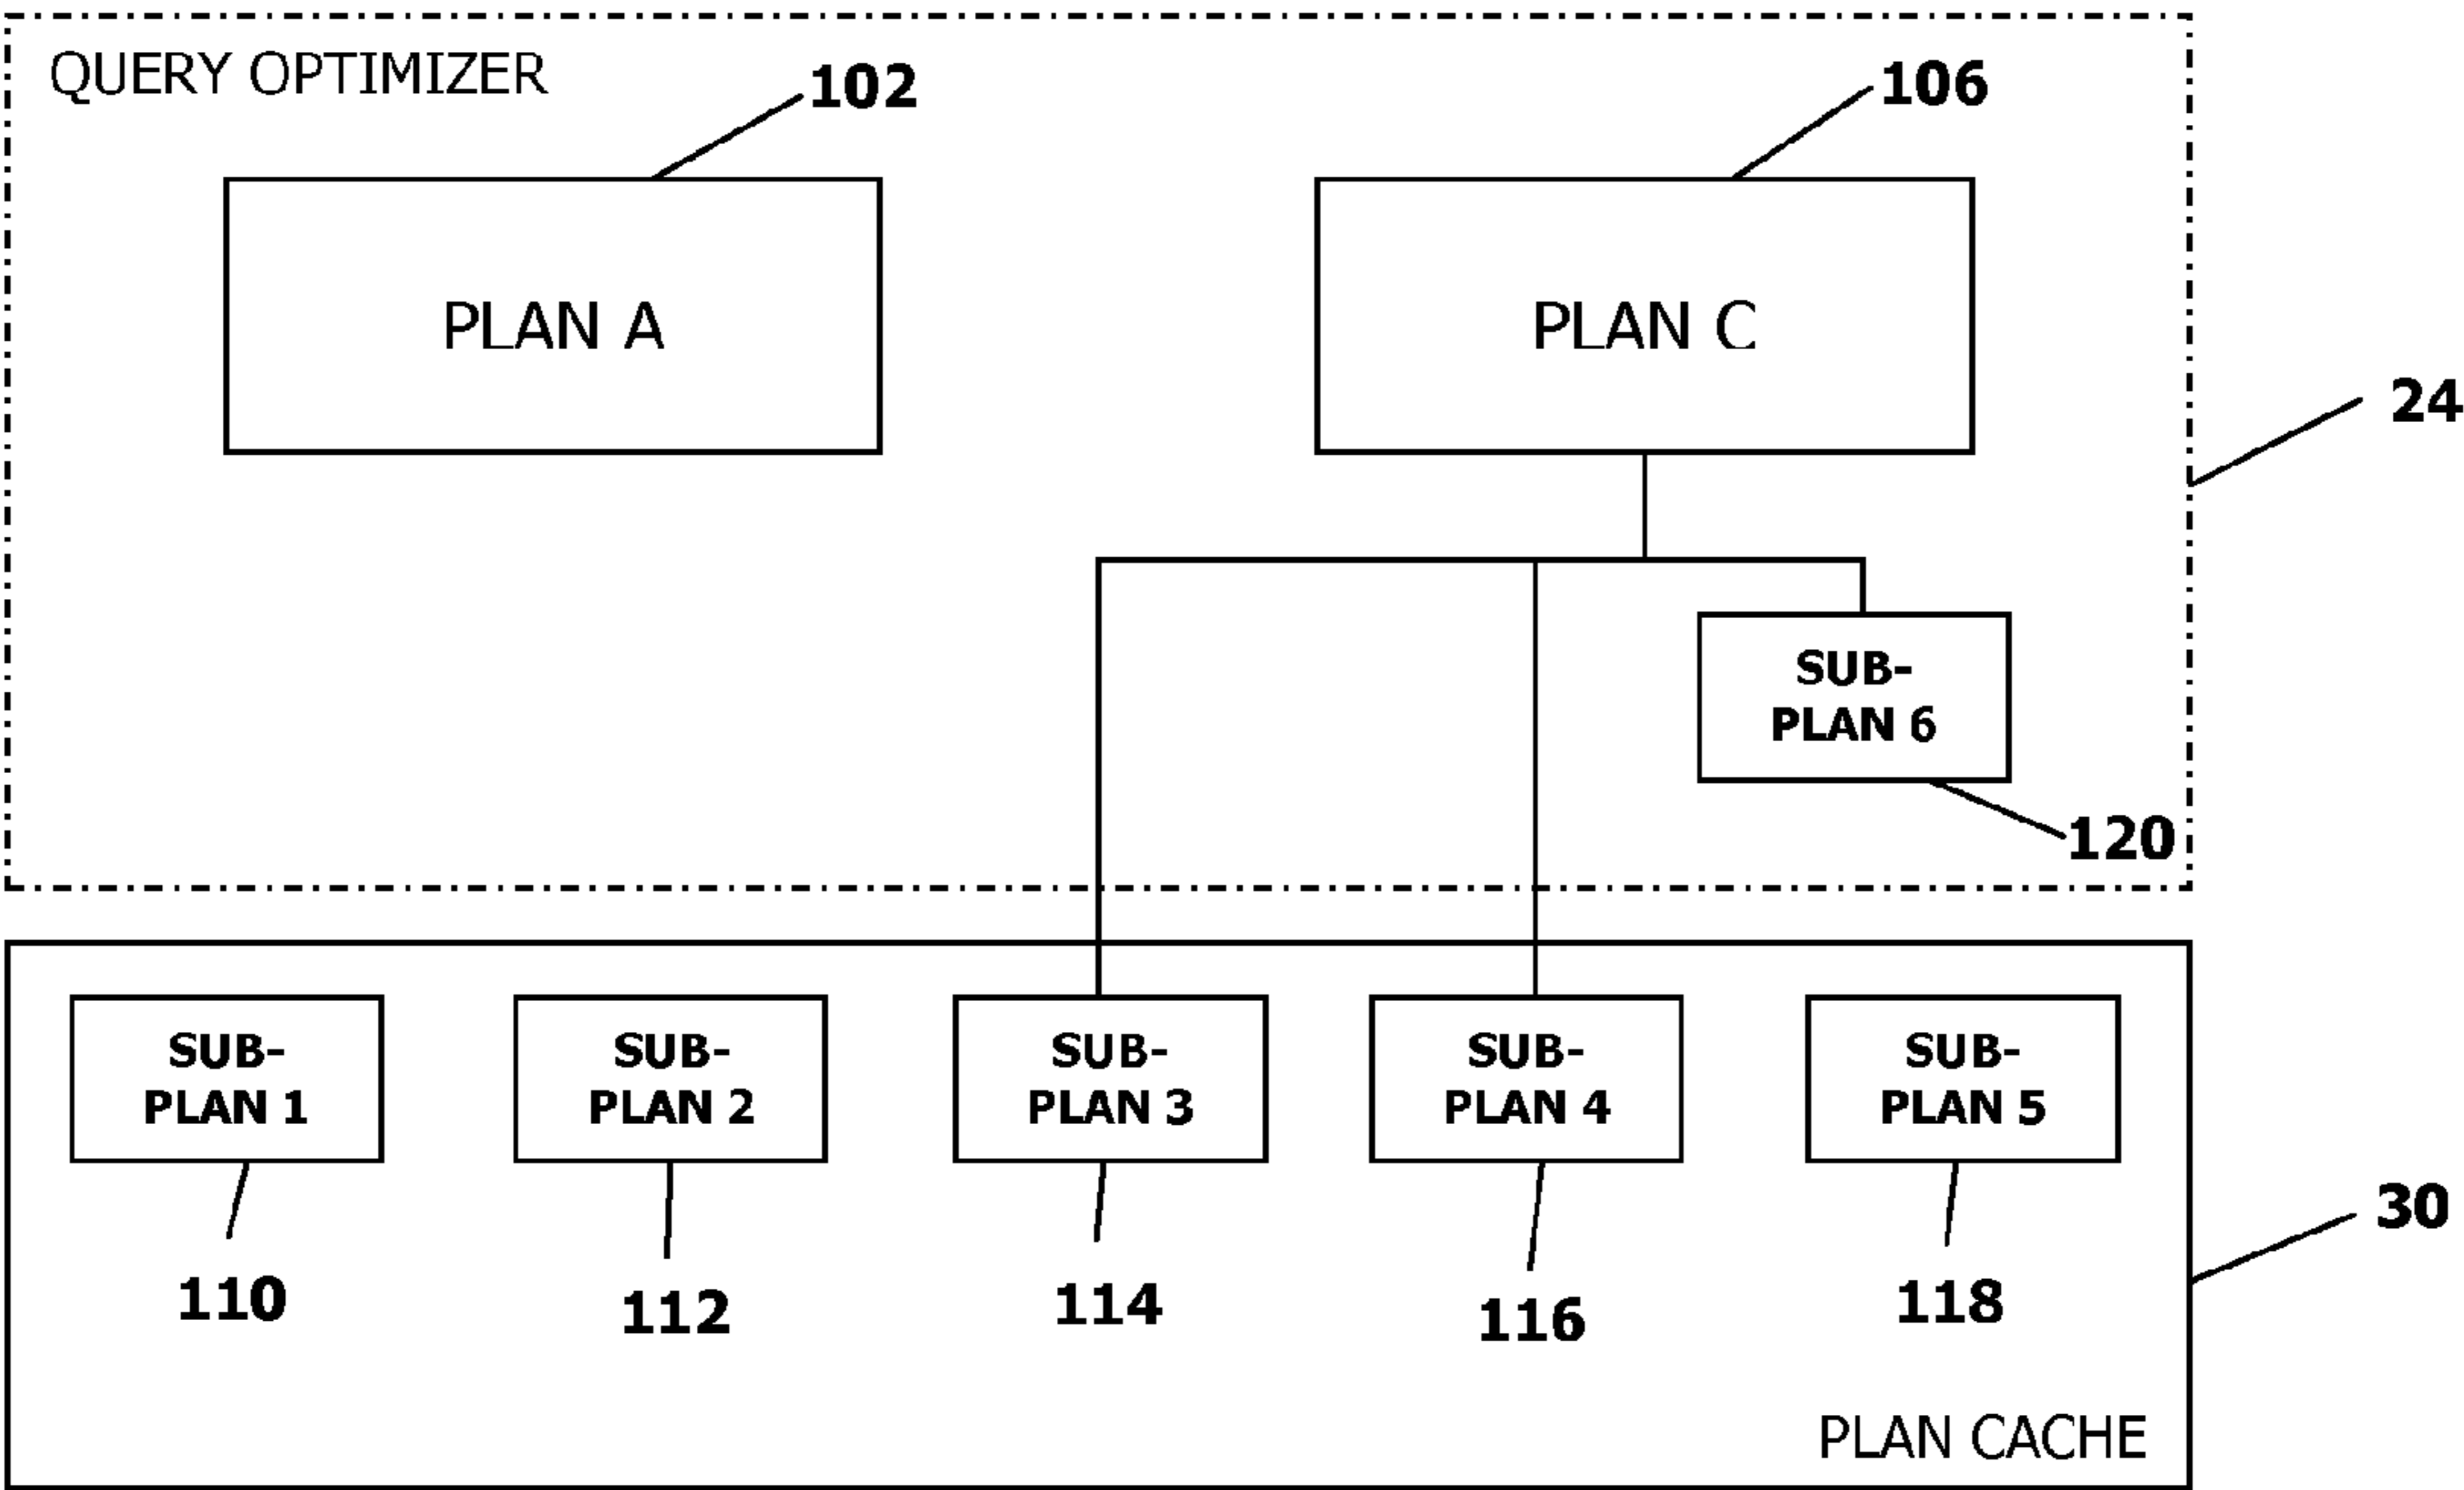 QUERY OPTIMIZER
102
106
PLAN A
PLAN C
24
SUB-
PLAN 6
120
SUB-
PLAN 1
SUB-
PLAN 2
SUB-
PLAN 3
SUB-
PLAN 4
SUB-
PLAN 5
30
110
112
114
116
118
PLAN CACHE